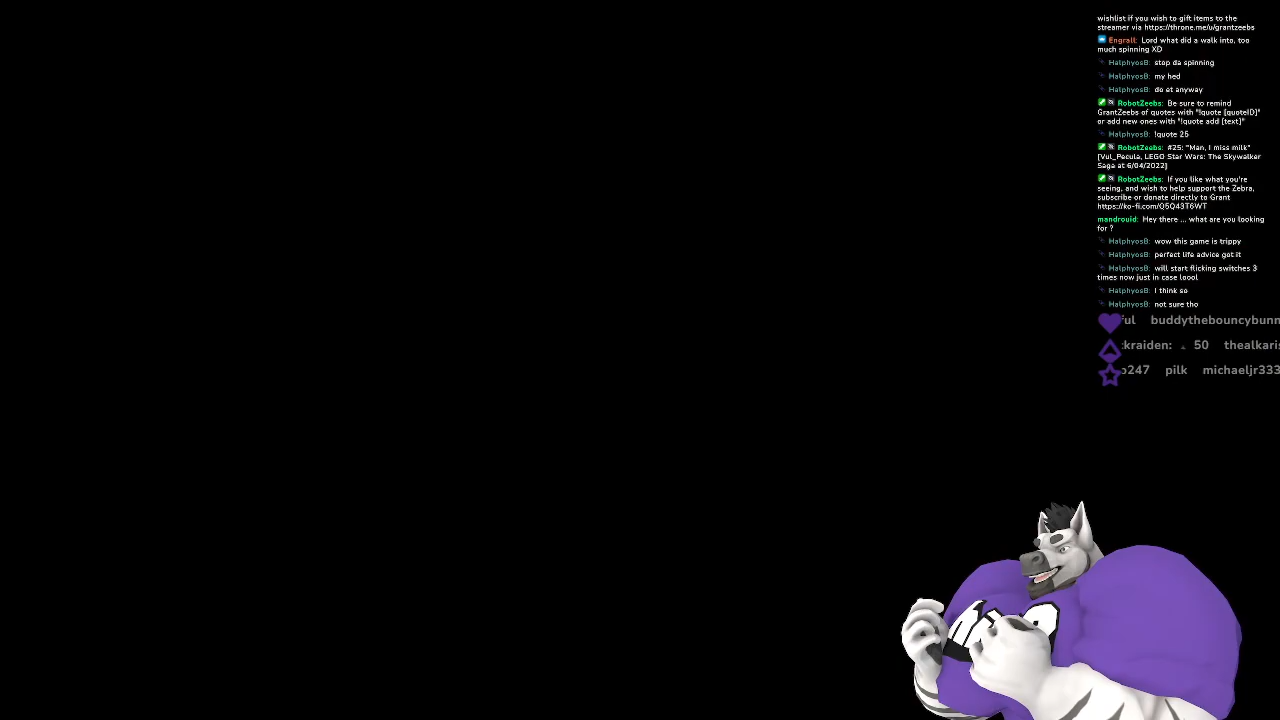 wishlist if you wish to gift items to the
streamer via https://throne.me/u/grantzeebs
Engrall: Lord what did a walk into, too
much spinning XD
HalphyosB: stop da spinning
HalphyosB: my hed
HalphyosB: do et anyway
RobotZeebs: Be sure to remind
GrantZeebs of quotes with "!quote [quoteID]"
or add new ones with "!quote add [text]"
HalphyosB: !quote 25
RobotZeebs: #25: "Man, I miss milk"
[Vul_Pecula, LEGO Star Wars: The Skywalker
Saga at 6/04/2022]
RobotZeebs: If you like what you're
seeing, and wish to help support the Zebra,
subscribe or donate directly to Grant
https://ko-fi.com/Q5Q43T6WT
mandrouid: Hey there ... what are you looking
for ?
HalphyosB: wow this game is trippy
HalphyosB: perfect life advice got it
HalphyosB: will start flicking switches 3
times now just in case loool
HalphyosB: I think so
HalphyosB: not sure tho
ful buddythebouncybunn
kraiden: 50 thealkaris
o247 pilk michaeljr333